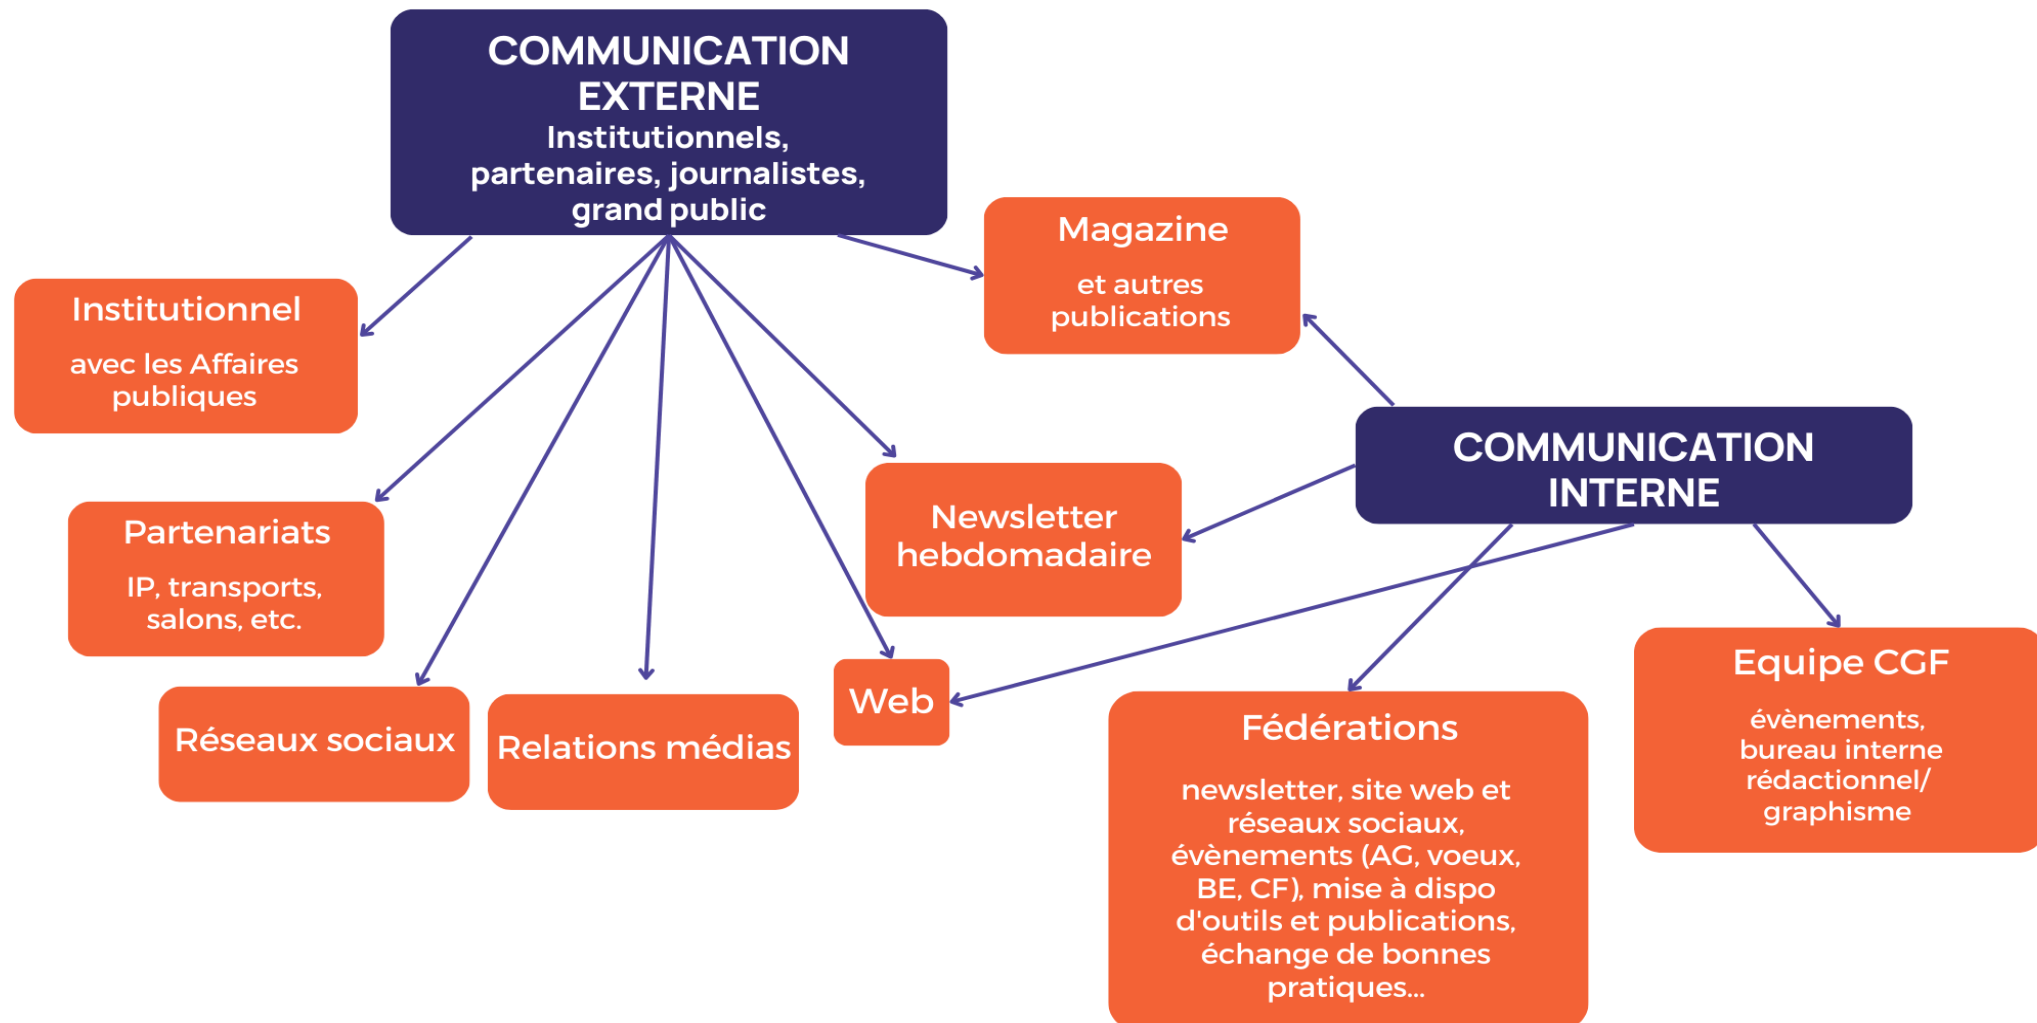 COMMUNICATION
EXTERNE
Institutionnels,
partenaires, journalistes,
grand public
Magazine
et autres
publications
Institutionnel
avec les Affaires
publiques
COMMUNICATION
INTERNE
Partenariats
IP, transports,
salons, etc.
Newsletter
hebdomadaire
Réseaux sociaux
Relations médias
Web
Fédérations
newsletter, site web et
réseaux sociaux,
évènements (AG, voeux,
BE, CF), mise à dispo
d'outils et publications,
échange de bonnes
pratiques...
Equipe CGF
évènements,
bureau interne
rédactionnel/
graphisme